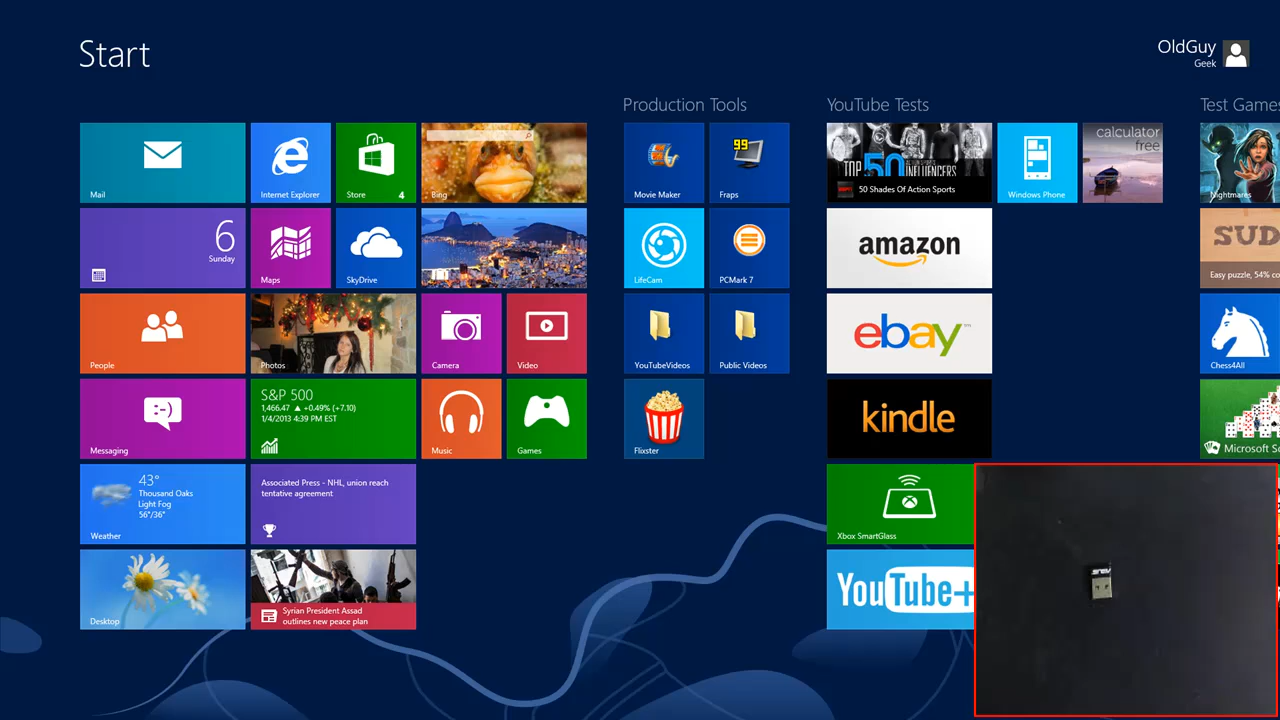 Start
OldGuy
Geek
Production Tools
YouTube Tests
Test Games
Mail
Internet Explorer
Store
4
Bing
Movie Maker
99
Fraps
TOP 50
INFLUENCERS
50 Shades Of Action Sports
Windows Phone
calculator
free
Nightmares
6
Sunday
Maps
SkyDrive
LifeCam
PCMark 7
amazon
SUD
Easy puzzle, 54% co
People
Photos
Camera
Video
YouTubeVideos
Public Videos
ebay™
Chess4All
Messaging
:-)
S&P 500
1,466.47 ▲ +0.49% (+7.10)
1/4/2013 4:39 PM EST
Music
Games
Flixster
kindle
Microsoft So
43°
Thousand Oaks
Light Fog
56°/36°
Weather
Associated Press - NHL, union reach
tentative agreement
Xbox SmartGlass
Desktop
Syrian President Assad
outlines new peace plan
YouTube+